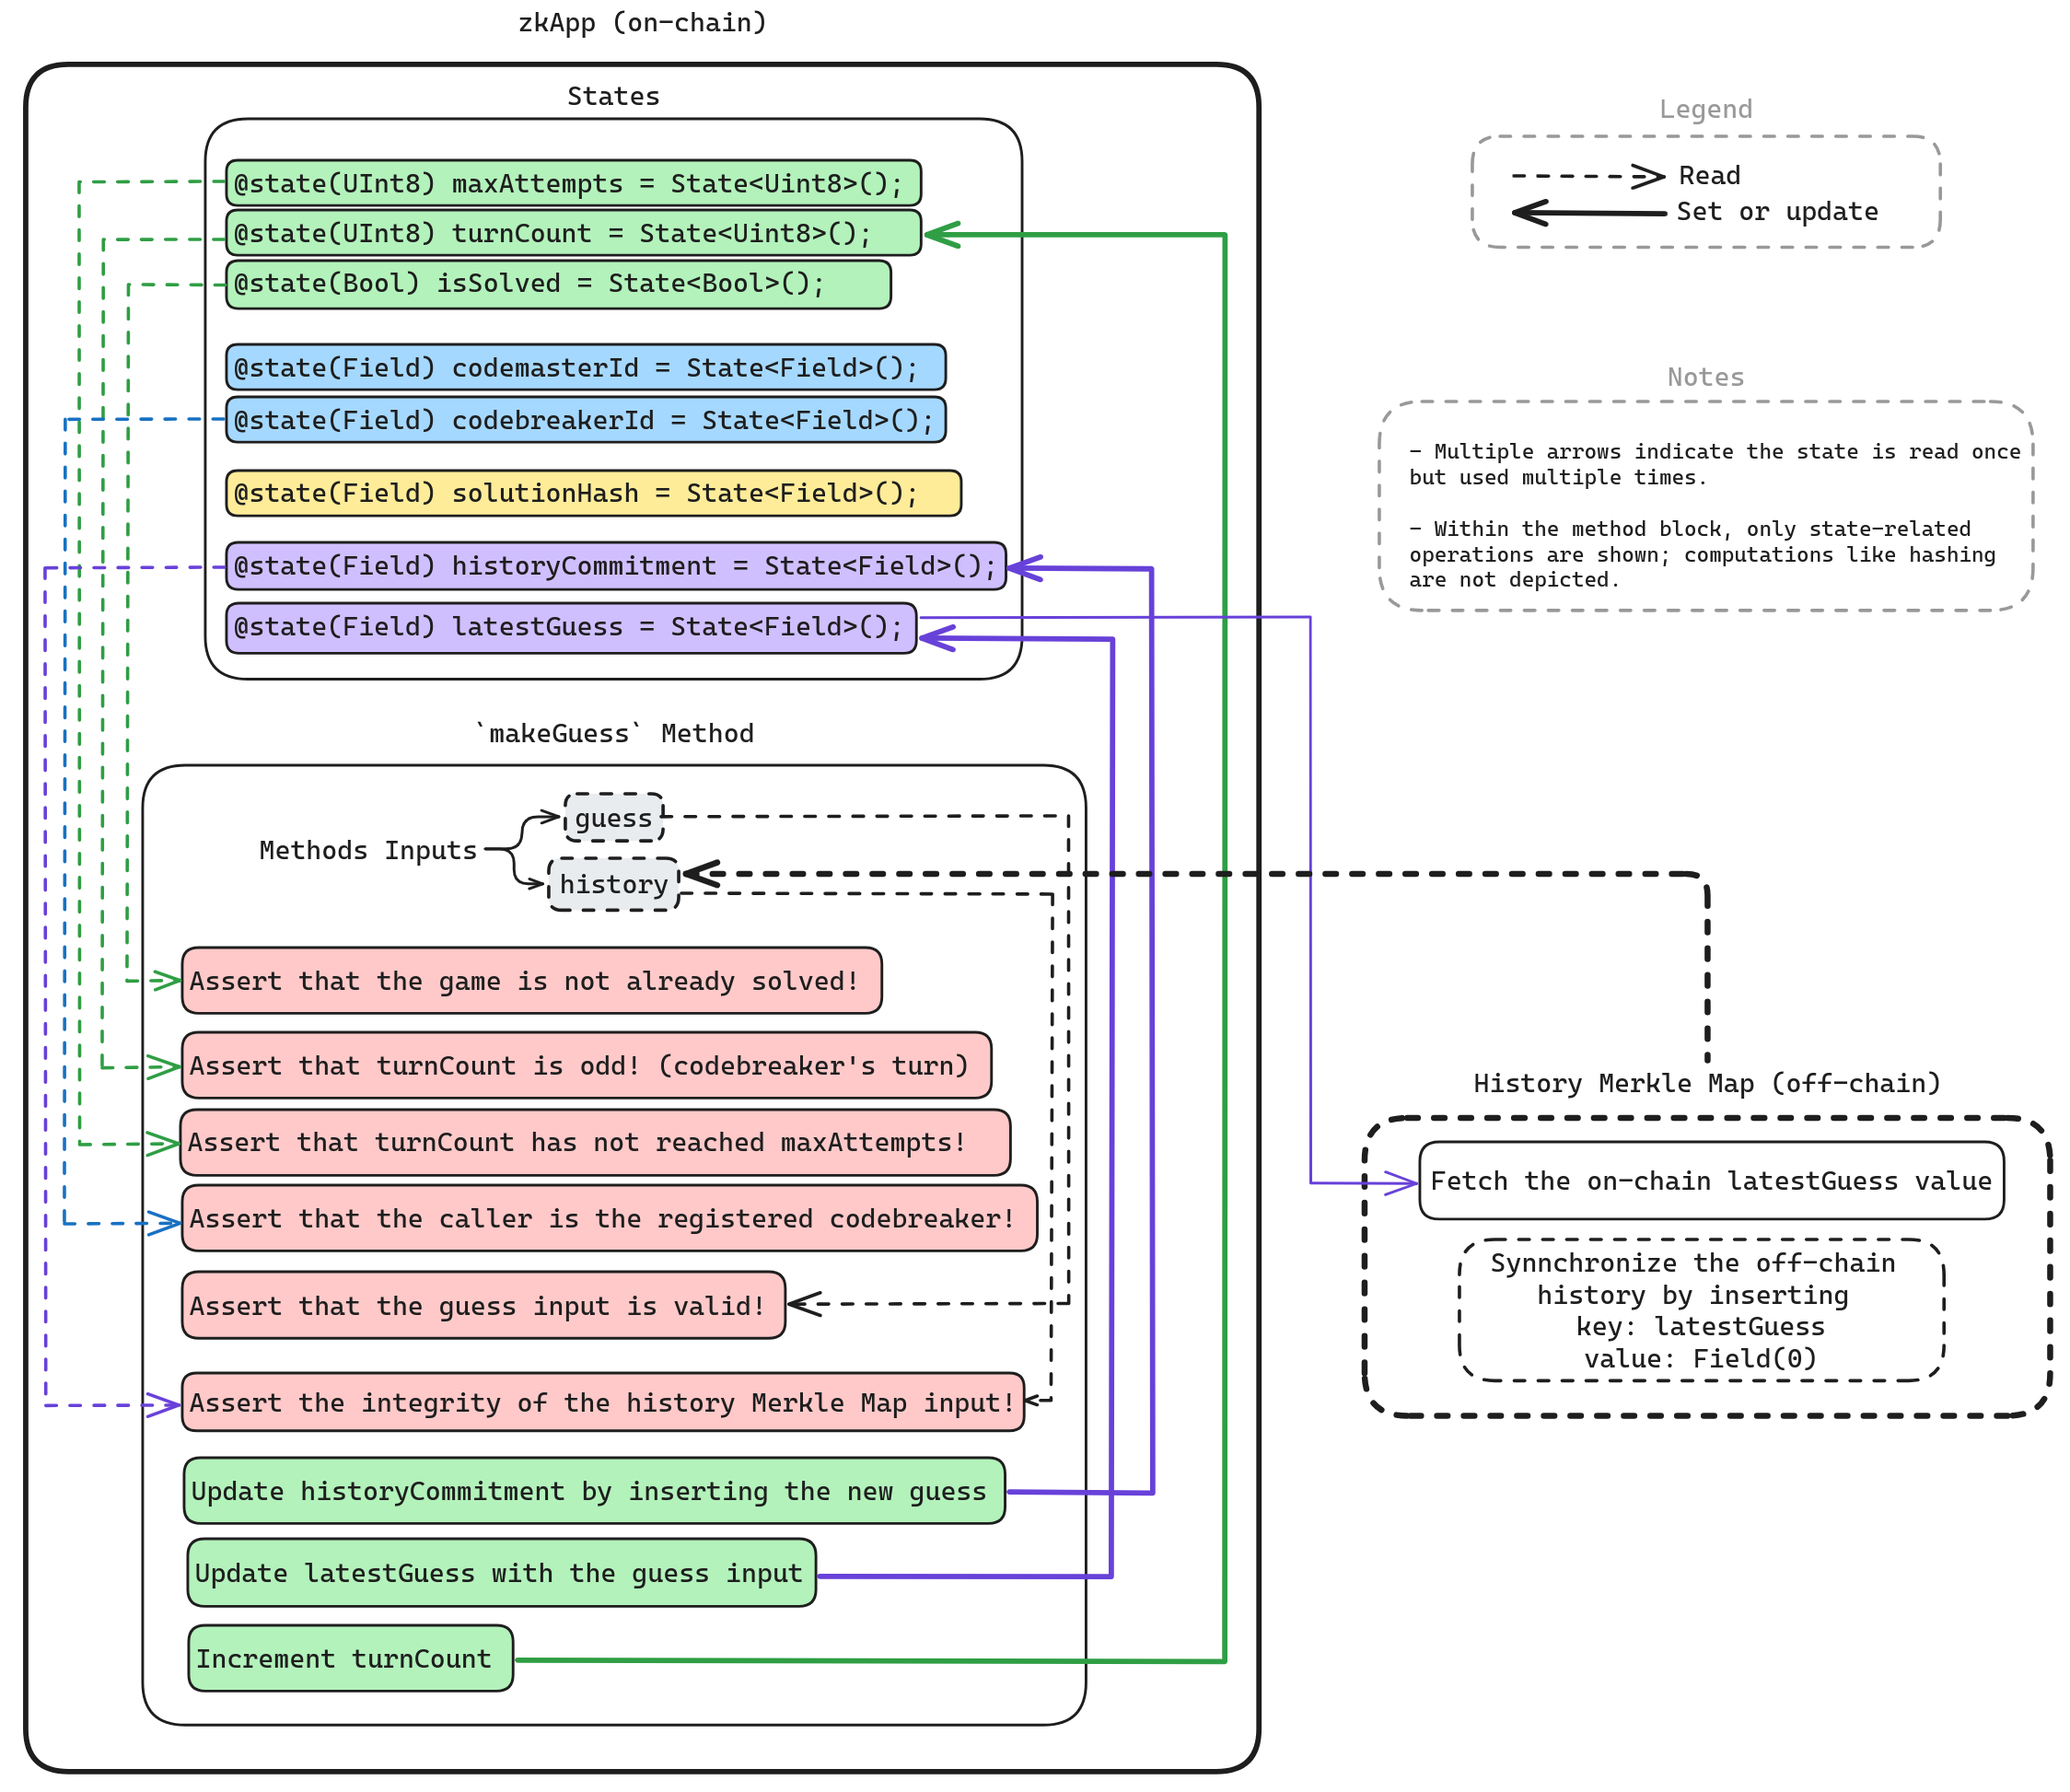 zkApp (on-chain)
States
@state(UInt8) maxAttempts = State<Uint8>();
@state(UInt8) turnCount = State<Uint8>();
@state(Bool) isSolved = State<Bool>();
@state(Field) codemasterId = State<Field>();
@state(Field) codebreakerId = State<Field>();
@state(Field) solutionHash = State<Field>();
@state(Field) historyCommitment = State<Field>();
@state(Field) latestGuess = State<Field>();
`makeGuess` Method
Methods Inputs
guess
history
Assert that the game is not already solved!
Assert that turnCount is odd! (codebreaker's turn)
Assert that turnCount has not reached maxAttempts!
Assert that the caller is the registered codebreaker!
Assert that the guess input is valid!
Assert the integrity of the history Merkle Map input!
Update historyCommitment by inserting the new guess
Update latestGuess with the guess input
Increment turnCount
Legend
Read
Set or update
Notes
- Multiple arrows indicate the state is read once
but used multiple times.
- Within the method block, only state-related
operations are shown; computations like hashing
are not depicted.
History Merkle Map (off-chain)
Fetch the on-chain latestGuess value
Synnchronize the off-chain
history by inserting
key: latestGuess
value: Field(0)